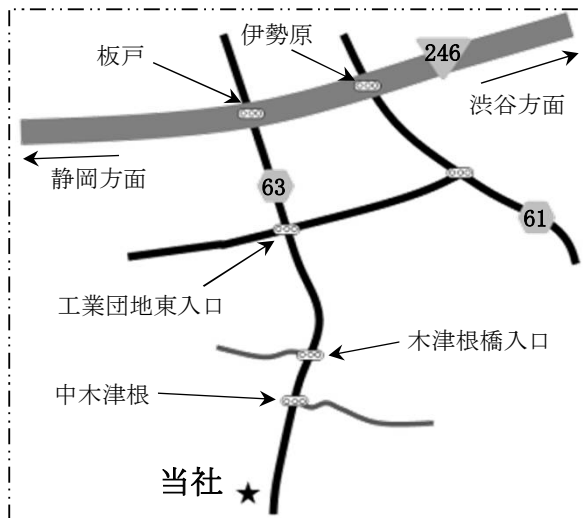 伊勢原
板戸
246
渋谷方面
静岡方面
63
61
工業団地東入口
木津根橋入口
中木津根
当社